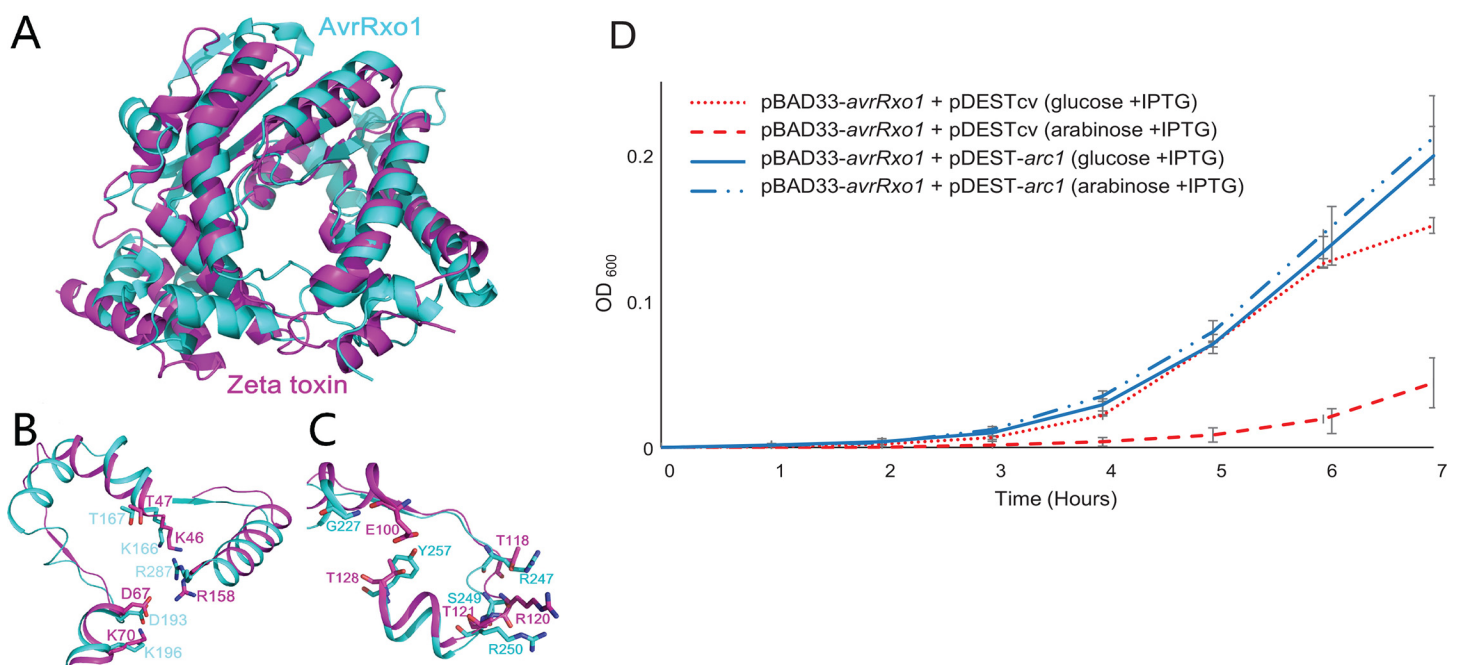 A
AvrRxo1
Zeta toxin
B
T47
T167
K46
K166
R287
R158
D67
D193
K70
K196
C
G227
E100
Y257
T118
T128
R247
S249
T121
R120
R250
D
pBAD33-avrRxo1 + pDESTcv (glucose +IPTG)
pBAD33-avrRxo1 + pDESTcv (arabinose +IPTG)
pBAD33-avrRxo1 + pDEST-arc1 (glucose +IPTG)
pBAD33-avrRxo1 + pDEST-arc1 (arabinose +IPTG)
0.2
0.1
0
OD 600
0 1 2 3 4 5 6 7
Time (Hours)